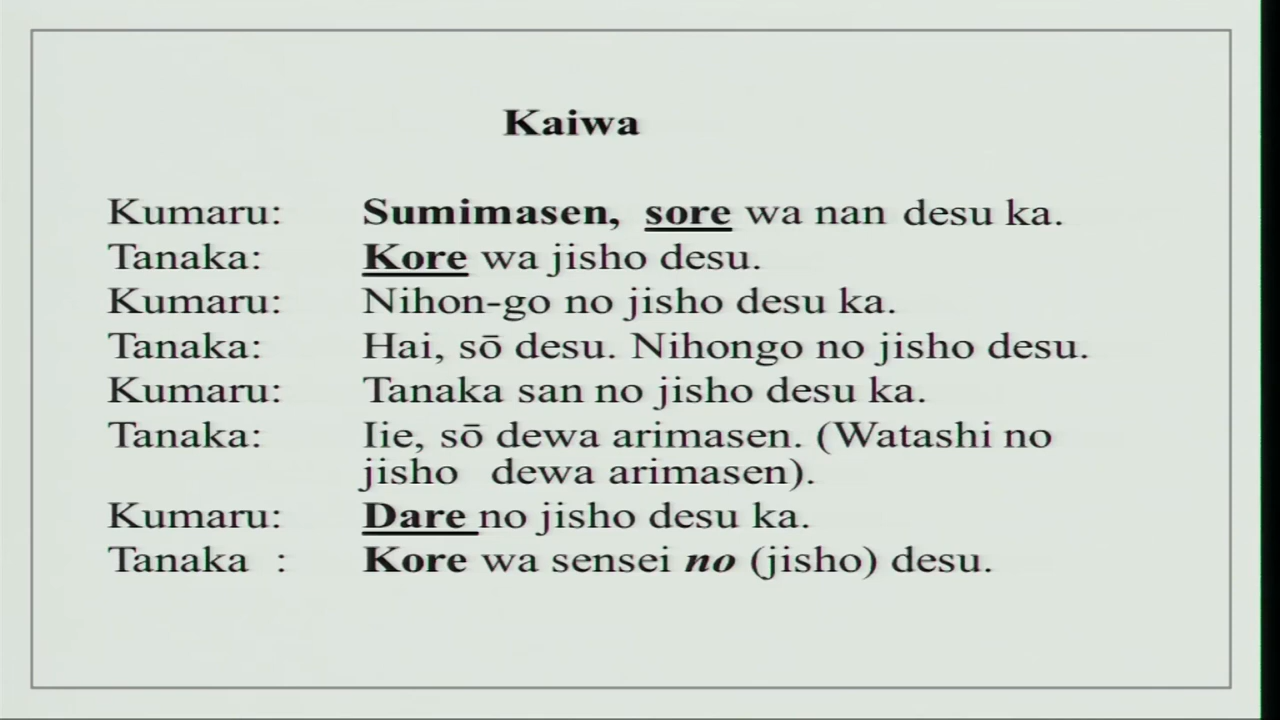 Kaiwa
Kumaru: Sumimasen, sore wa nan desu ka.
Tanaka: Kore wa jisho desu.
Kumaru: Nihon-go no jisho desu ka.
Tanaka: Hai, sō desu. Nihongo no jisho desu.
Kumaru: Tanaka san no jisho desu ka.
Tanaka: Iie, sō dewa arimasen. (Watashi no
jisho dewa arimasen).
Kumaru: Dare no jisho desu ka.
Tanaka : Kore wa sensei no (jisho) desu.